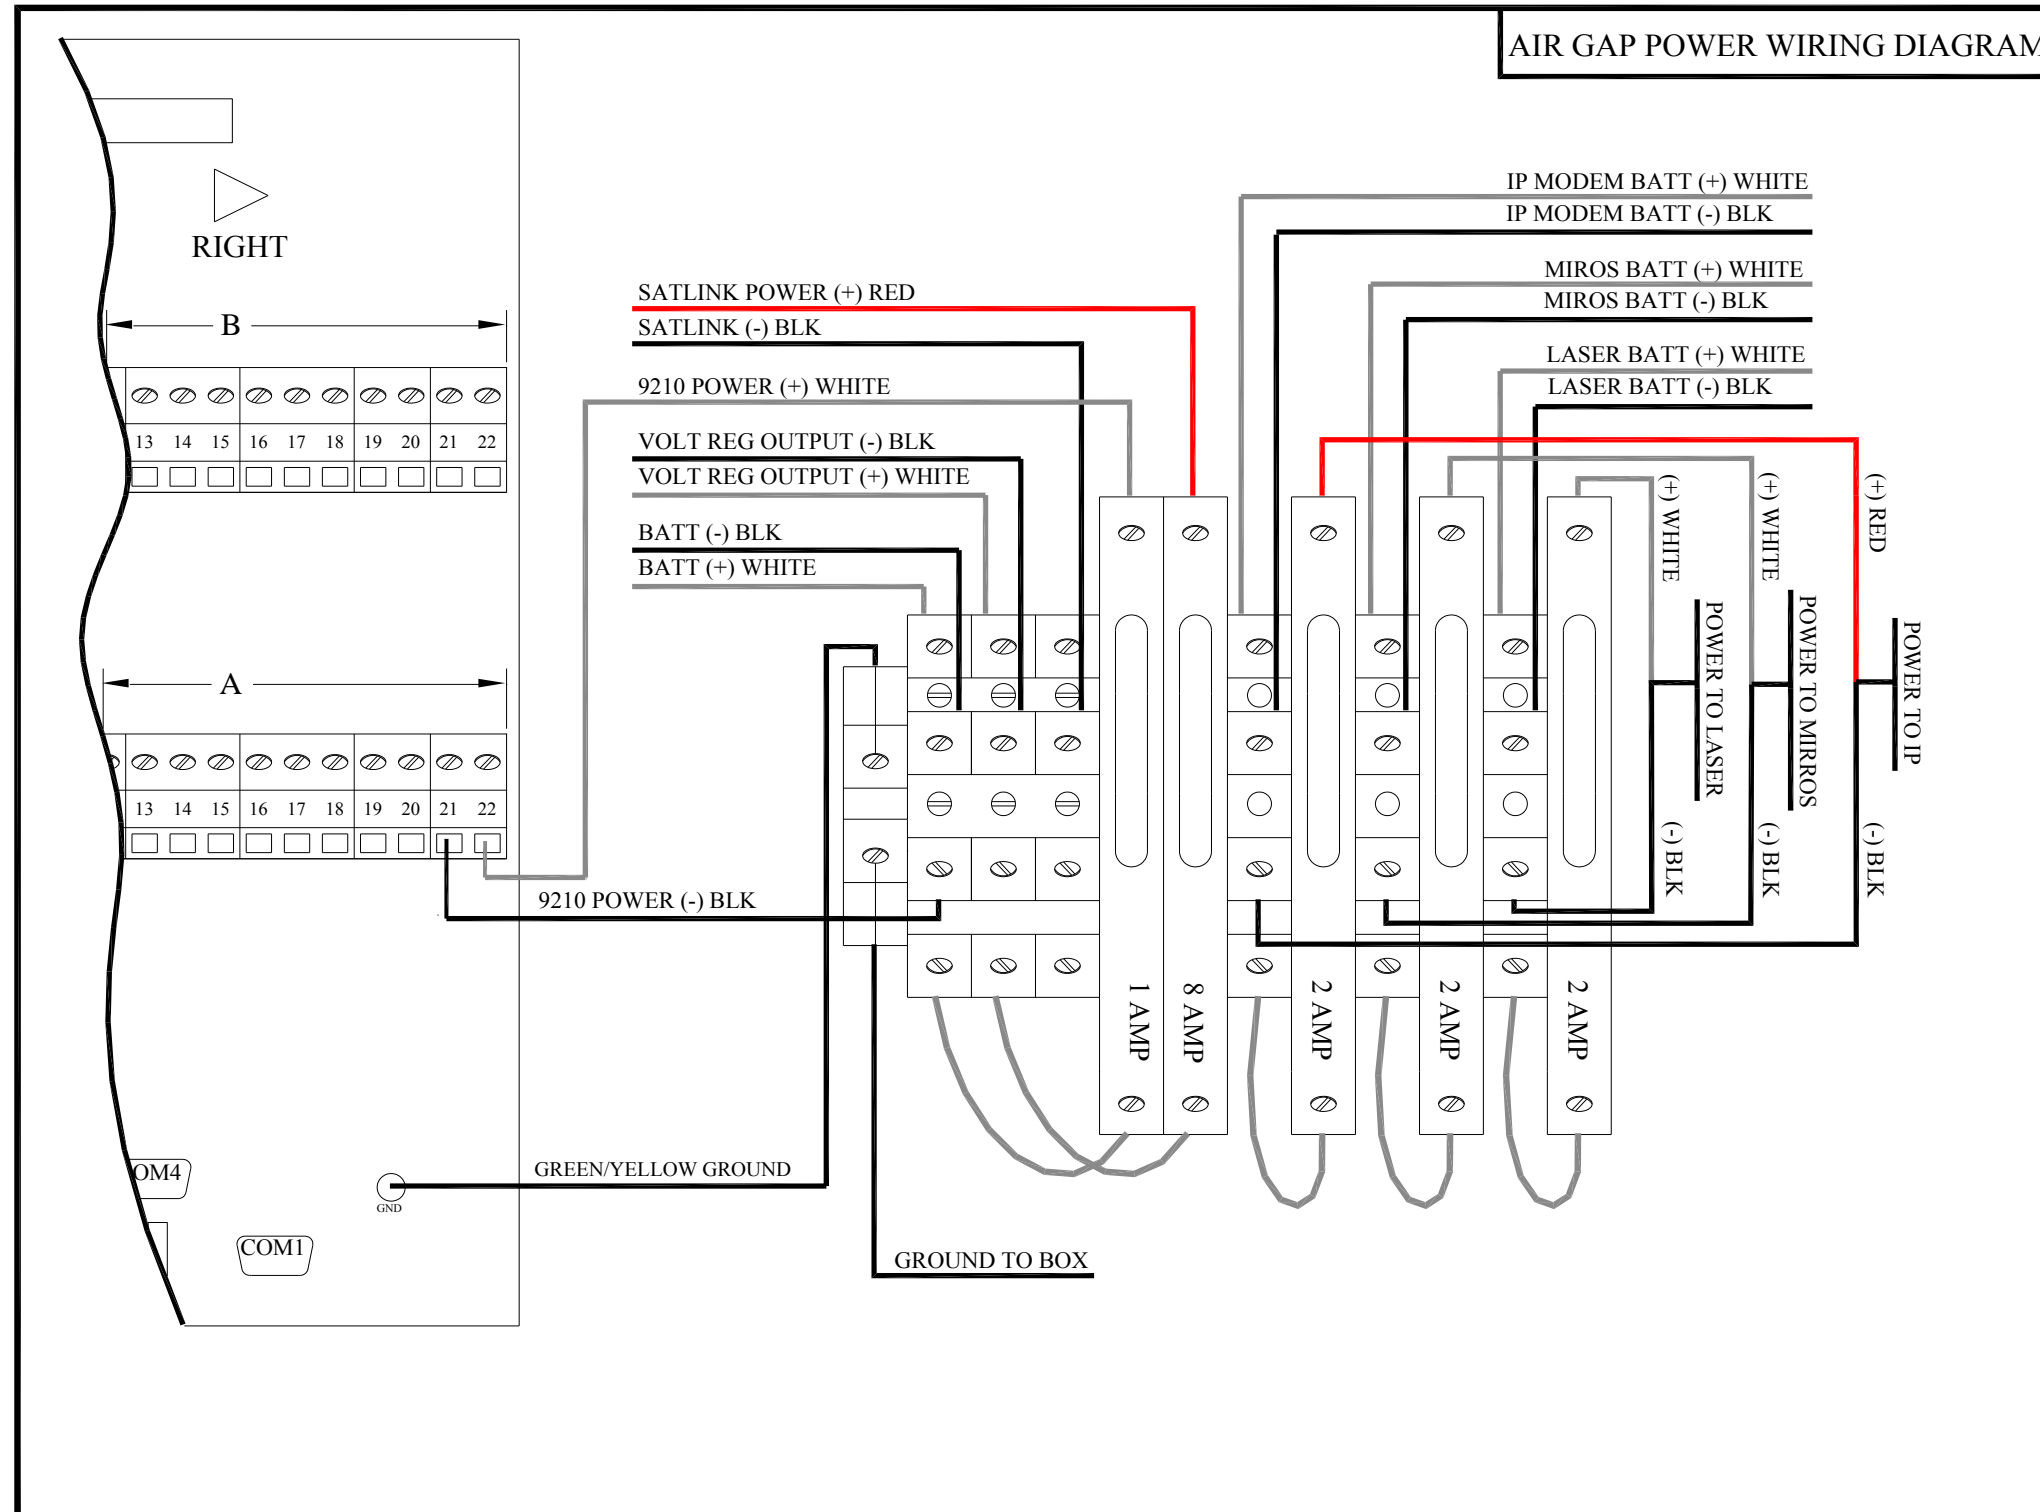 AIR GAP POWER WIRING DIAGRAM
RIGHT
B
13 14 15 16 17 18 19 20 21 22
A
13 14 15 16 17 18 19 20 21 22
OM4
COM1
GND
SATLINK POWER (+) RED
SATLINK (-) BLK
9210 POWER (+) WHITE
VOLT REG OUTPUT (-) BLK
VOLT REG OUTPUT (+) WHITE
BATT (-) BLK
BATT (+) WHITE
9210 POWER (-) BLK
GREEN/YELLOW GROUND
GROUND TO BOX
IP MODEM BATT (+) WHITE
IP MODEM BATT (-) BLK
MIROS BATT (+) WHITE
MIROS BATT (-) BLK
LASER BATT (+) WHITE
LASER BATT (-) BLK
1 AMP
8 AMP
2 AMP
2 AMP
2 AMP
(+) WHITE
(+) WHITE
(+) RED
POWER TO LASER
POWER TO MIRROS
POWER TO IP
(-) BLK
(-) BLK
(-) BLK